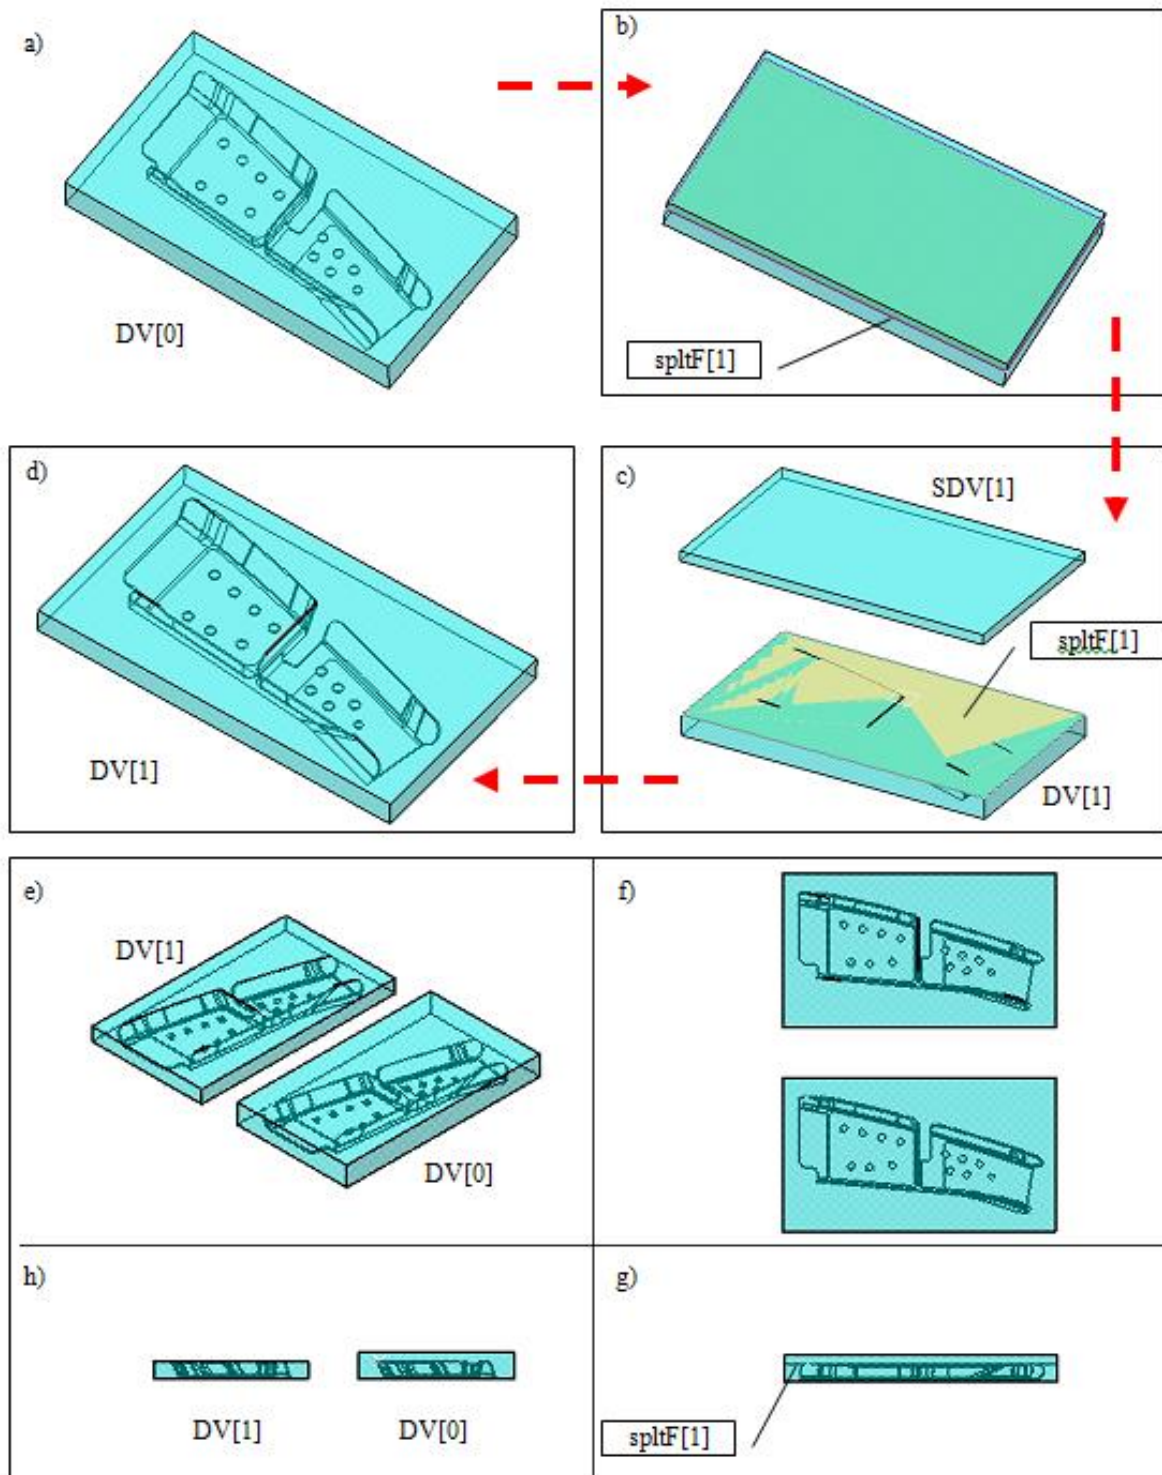 a)
DV[0]
b)
spltF[1]
c)
SDV[1]
spltF[1]
DV[1]
d)
DV[1]
e)
DV[1]
DV[0]
f)
h)
DV[1]
DV[0]
g)
spltF[1]